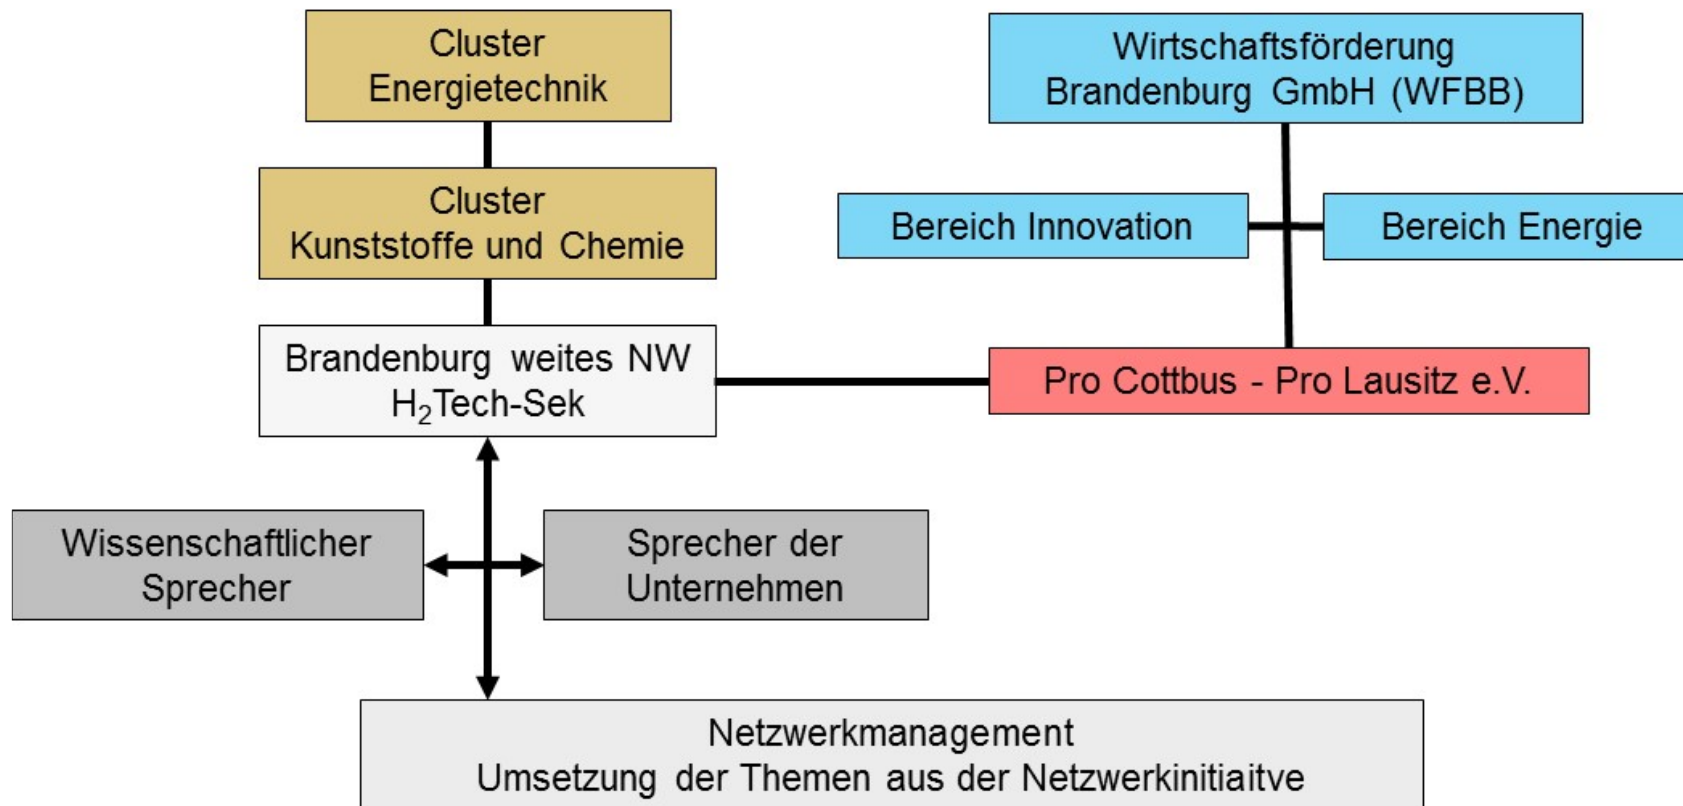 Cluster
Energietechnik
Wirtschaftsförderung
Brandenburg GmbH (WFBB)
Cluster
Kunststoffe und Chemie
Bereich Innovation
Bereich Energie
Brandenburg weites NW
H₂Tech-Sek
Pro Cottbus - Pro Lausitz e.V.
Wissenschaftlicher
Sprecher
Sprecher der
Unternehmen
Netzwerkmanagement
Umsetzung der Themen aus der Netzwerkinitiaitve